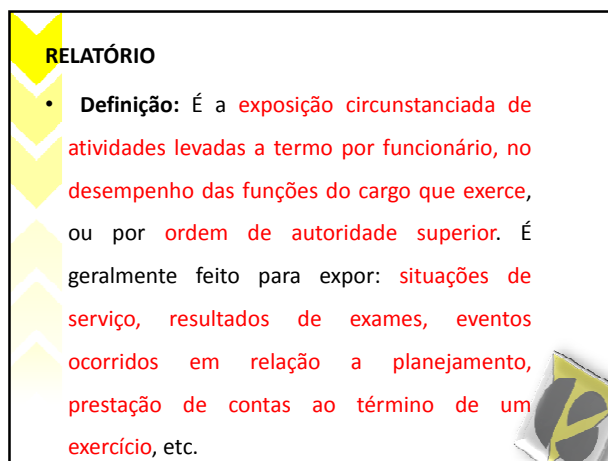 RELATÓRIO
• Definição: É a exposição circunstanciada de
atividades levadas a termo por funcionário, no
desempenho das funções do cargo que exerce,
ou por ordem de autoridade superior. É
geralmente feito para expor: situações de
serviço, resultados de exames, eventos
ocorridos em relação a planejamento,
prestação de contas ao término de um
exercício, etc.